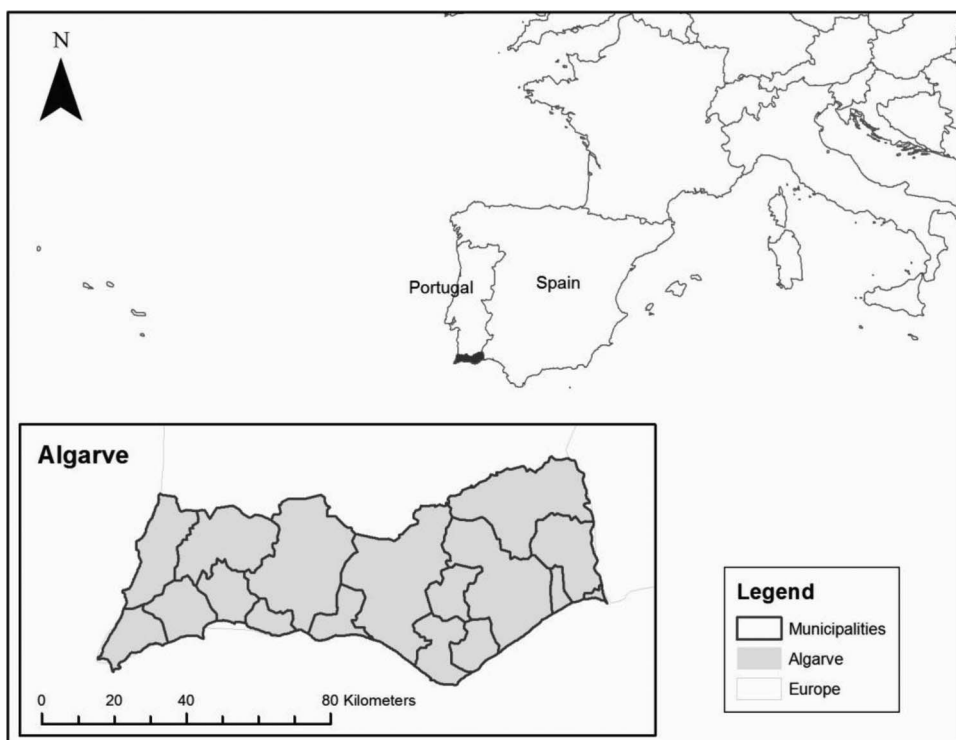 N
Portugal
Spain
Algarve
0 20 40 80 Kilometers
Legend
Municipalities
Algarve
Europe